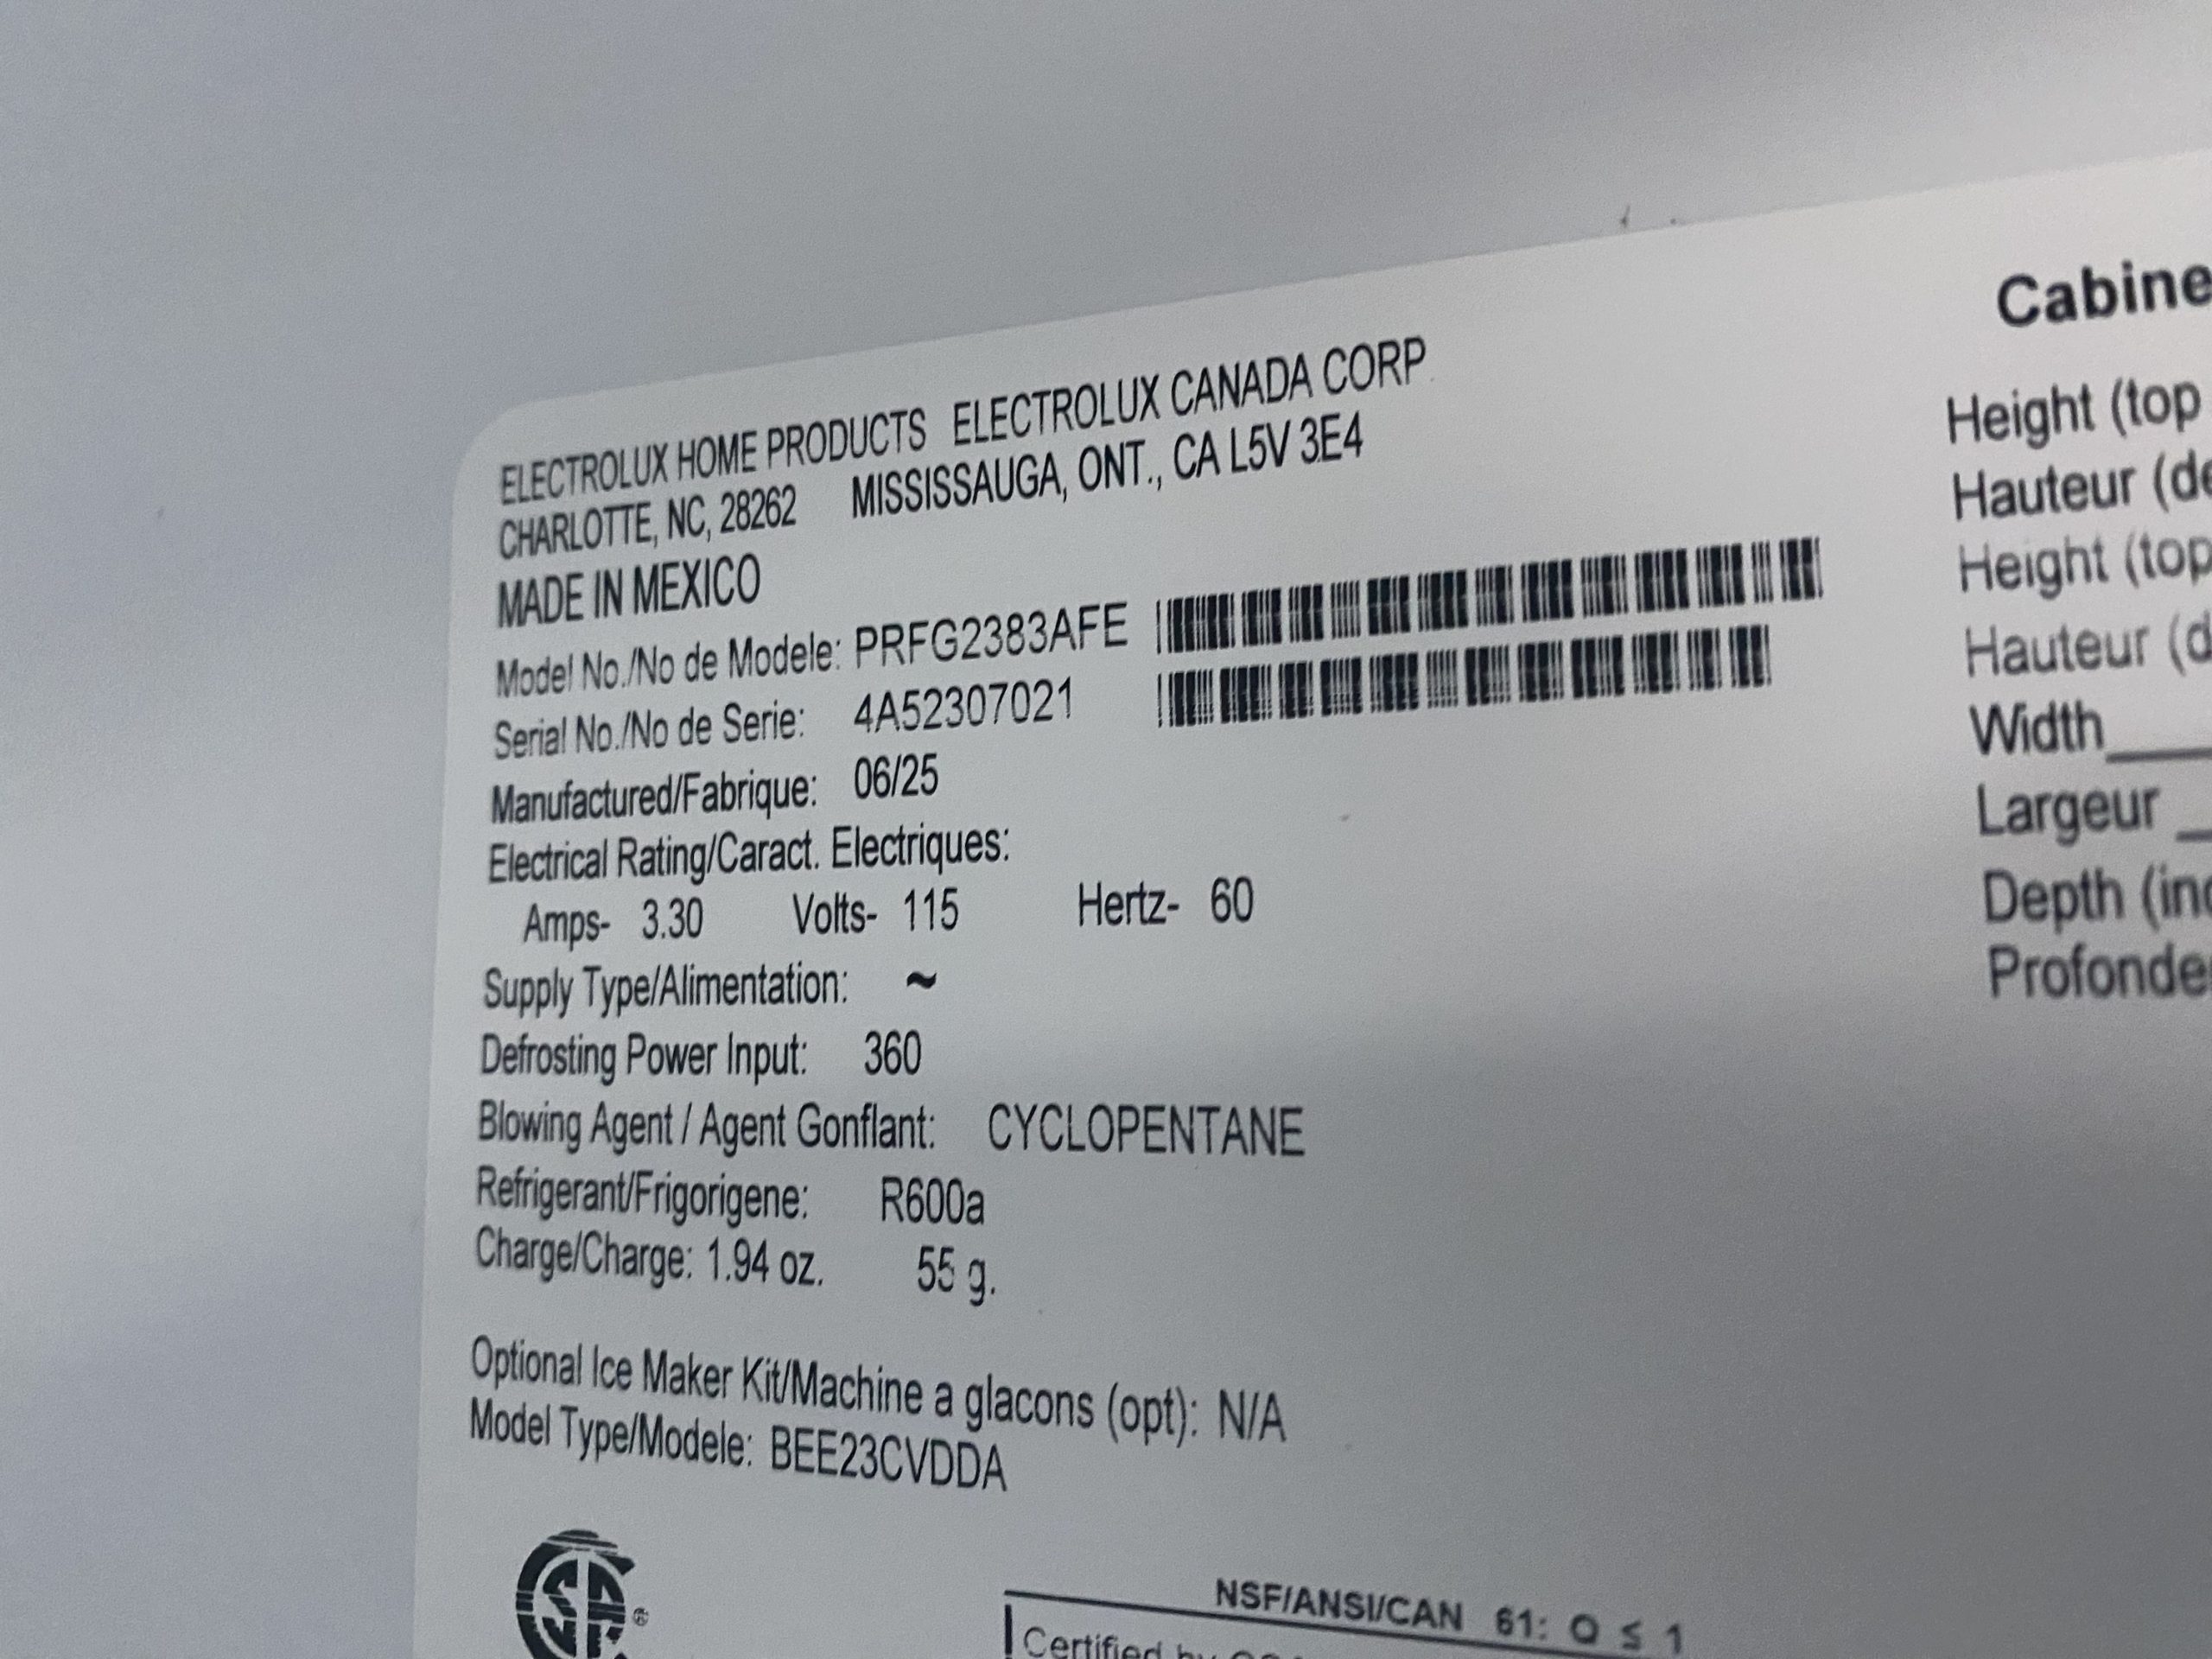 ELECTROLUX HOME PRODUCTS ELECTROLUX CANADA CORP
CHARLOTTE, NC, 28262 MISSISSAUGA, ONT., CA L5V 3E4
MADE IN MEXICO
Model No./No de Modele: PRFG2383AFE
Serial No./No de Serie: 4A52307021
Manufactured/Fabrique: 06/25
Electrical Rating/Caract. Electriques:
Amps- 3.30 Volts- 115 Hertz- 60
Supply Type/Alimentation: ~
Defrosting Power Input: 360
Blowing Agent / Agent Gonflant: CYCLOPENTANE
Refrigerant/Frigorigene: R600a
Charge/Charge: 1.94 oz. 55 g.
Optional Ice Maker Kit/Machine a glacons (opt): N/A
Model Type/Modele: BEE23CVDDA
NSF/ANSI/CAN 61: Q ≤ 1
Certified by
Cabine
Height (top
Hauteur (de
Height (top
Hauteur (d
Width
Largeur
Depth (inc
Profonde